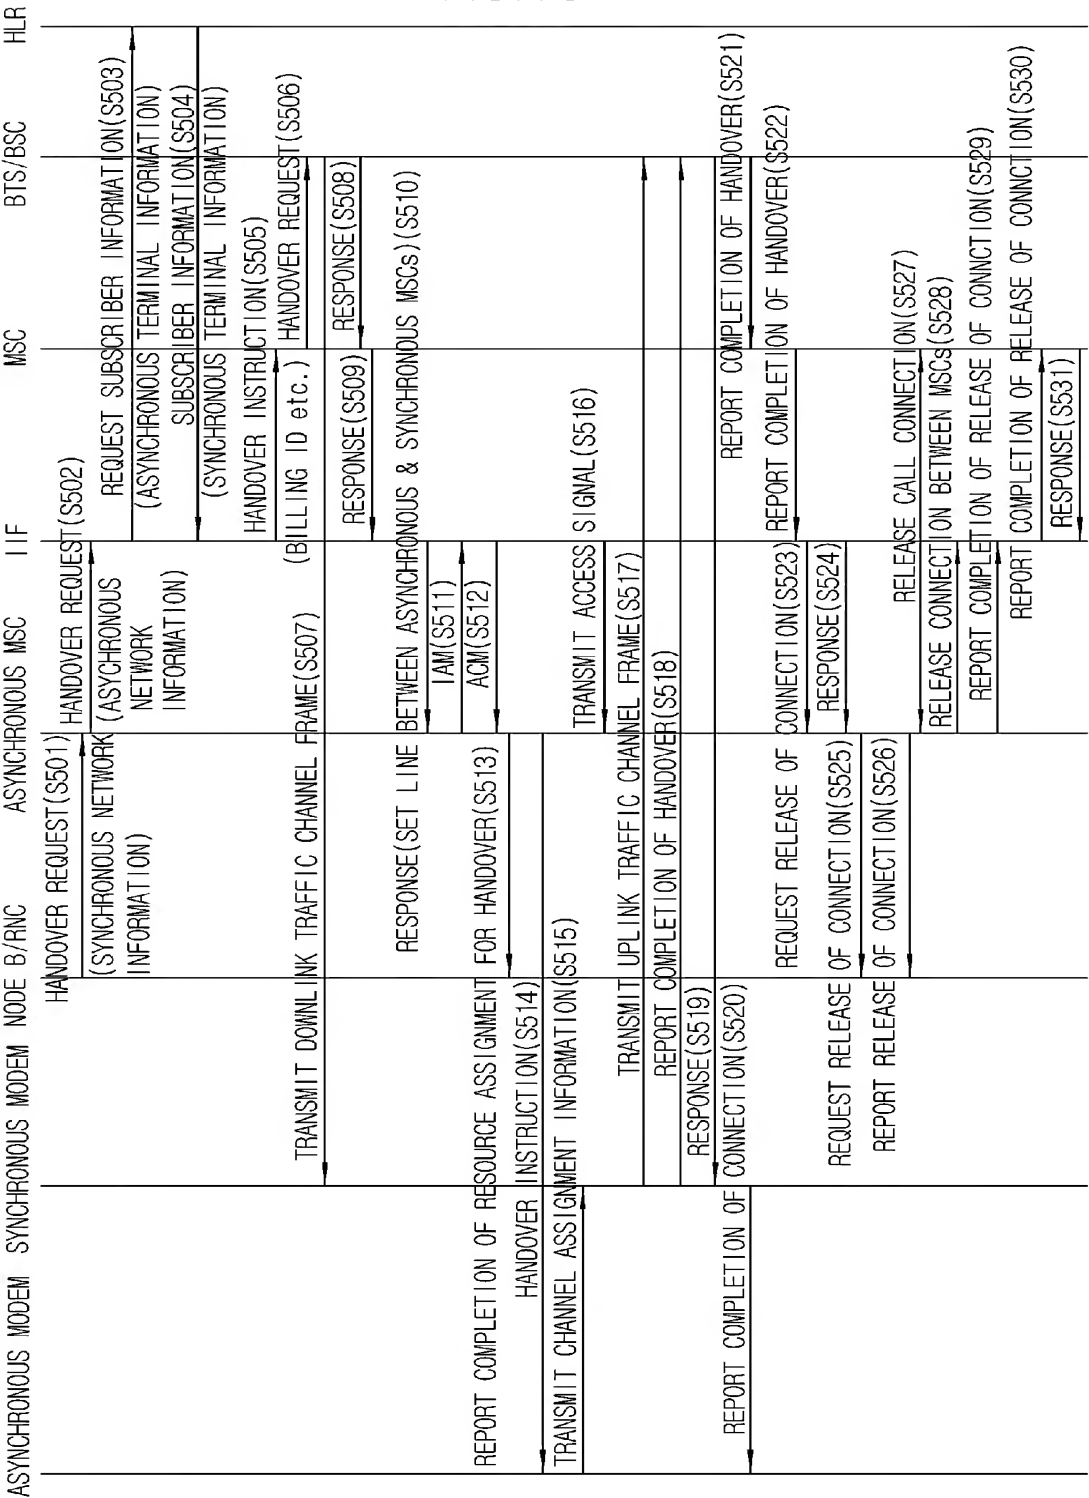 ASYNCHRONOUS MODEM
SYNCHRONOUS MODEM
NODE B/RNC
ASYNCHRONOUS MSC
IIF
MSC
BTS/BSC
HLR
HANDOVER REQUEST(S501)
(SYNCHRONOUS NETWORK
INFORMATION)
HANDOVER REQUEST(S502)
(ASYCHRONOUS
NETWORK
INFORMATION)
REQUEST SUBSCRIBER INFORMATION(S503)
(ASYNCHRONOUS TERMINAL INFORMATION)
SUBSCRIBER INFORMATION(S504)
(SYNCHRONOUS TERMINAL INFORMATION)
HANDOVER INSTRUCTION(S505)
(BILLING ID etc.)
HANDOVER REQUEST(S506)
TRANSMIT DOWNLINK TRAFFIC CHANNEL FRAME(S507)
RESPONSE(S508)
RESPONSE(S509)
RESPONSE(SET LINE BETWEEN ASYNCHRONOUS & SYNCHRONOUS MSCs)(S510)
IAM(S511)
ACM(S512)
REPORT COMPLETION OF RESOURCE ASSIGNMENT FOR HANDOVER(S513)
HANDOVER INSTRUCTION(S514)
TRANSMIT CHANNEL ASSIGNMENT INFORMATION(S515)
TRANSMIT ACCESS SIGNAL(S516)
TRANSMIT UPLINK TRAFFIC CHANNEL FRAME(S517)
REPORT COMPLETION OF HANDOVER(S518)
RESPONSE(S519)
REPORT COMPLETION OF CONNECTION(S520)
REPORT COMPLETION OF HANDOVER(S521)
REPORT COMPLETION OF HANDOVER(S522)
REQUEST RELEASE OF CONNECTION(S523)
RESPONSE(S524)
REQUEST RELEASE OF CONNECTION(S525)
REPORT RELEASE OF CONNECTION(S526)
RELEASE CALL CONNECTION(S527)
RELEASE CONNECTION BETWEEN MSCs(S528)
REPORT COMPLETION OF RELEASE OF CONNCTION(S529)
REPORT COMPLETION OF RELEASE OF CONNCTION(S530)
RESPONSE(S531)